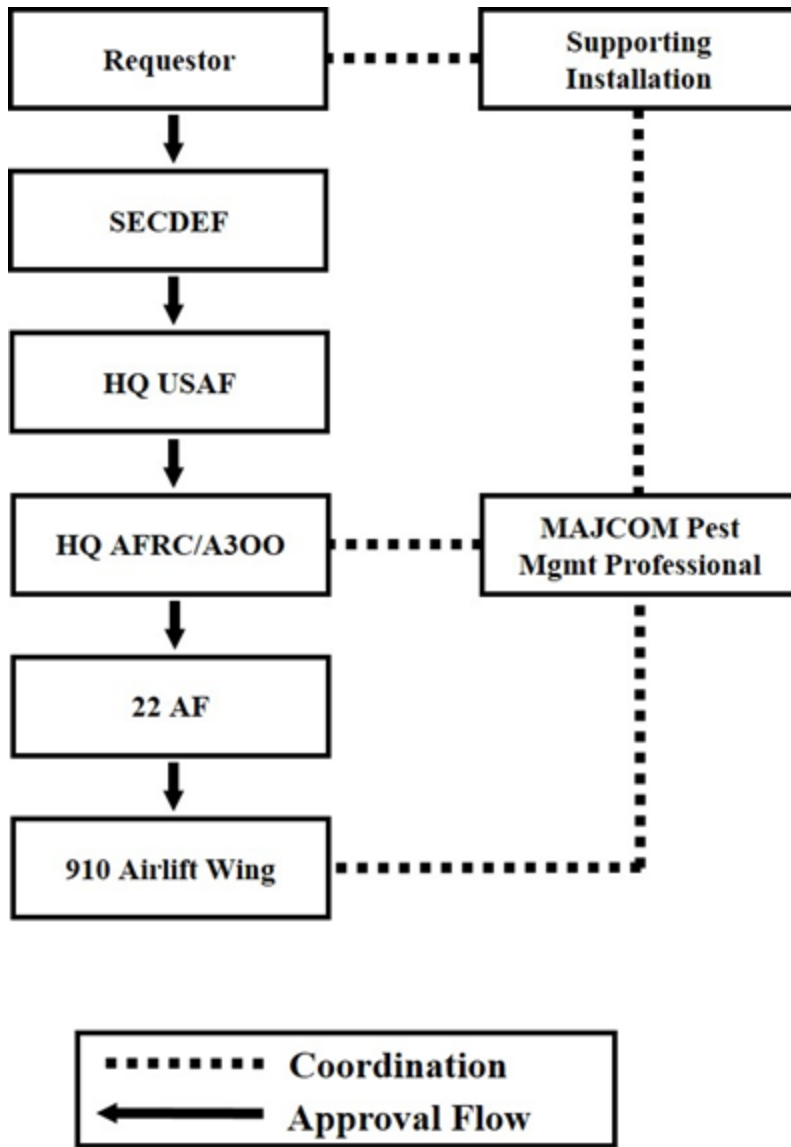 Requestor
Supporting
Installation
SECDEF
HQ USAF
HQ AFRC/A3OO
MAJCOM Pest
Mgmt Professional
22 AF
910 Airlift Wing
Coordination
Approval Flow